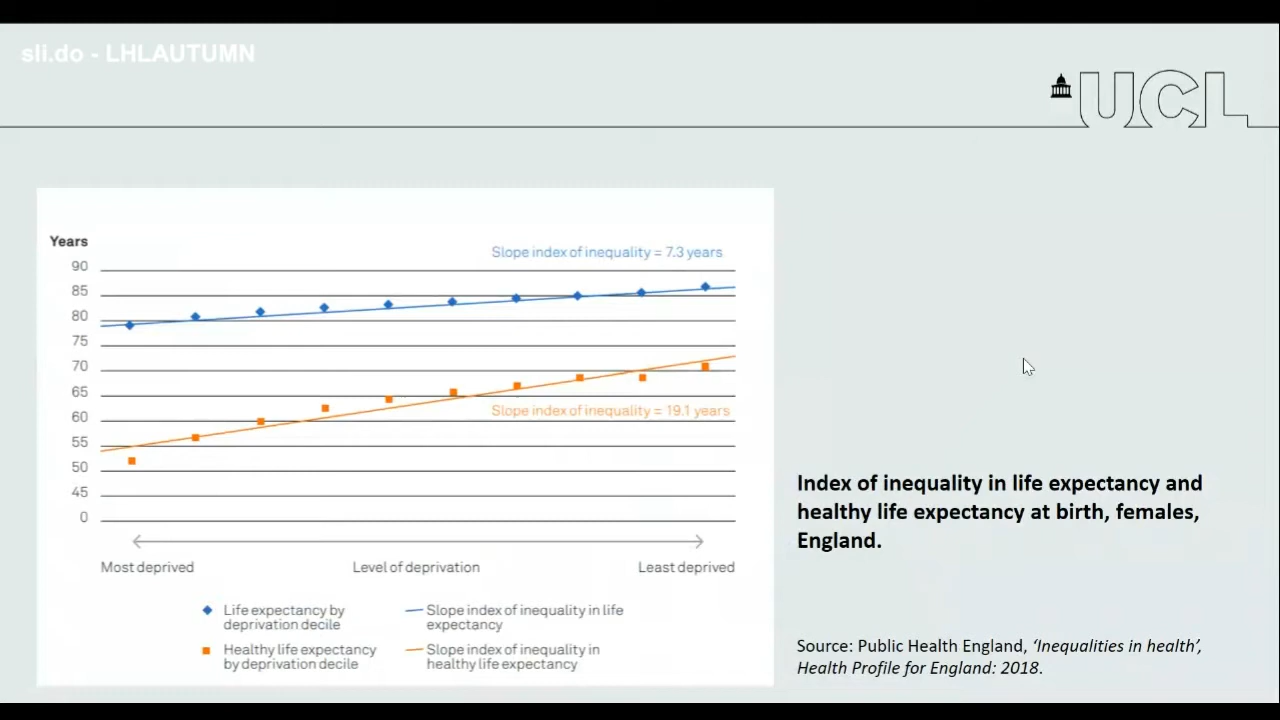 sli.do - LHLAUTUMN
UCL
Years
90
85
80
75
70
65
60
55
50
45
0
Slope index of inequality = 7.3 years
Slope index of inequality = 19.1 years
Most deprived
Level of deprivation
Least deprived
Life expectancy by
deprivation decile
Slope index of inequality in life
expectancy
Healthy life expectancy
by deprivation decile
Slope index of inequality in
healthy life expectancy
Index of inequality in life expectancy and
healthy life expectancy at birth, females,
England.
Source: Public Health England, ‘Inequalities in health’,
Health Profile for England: 2018.